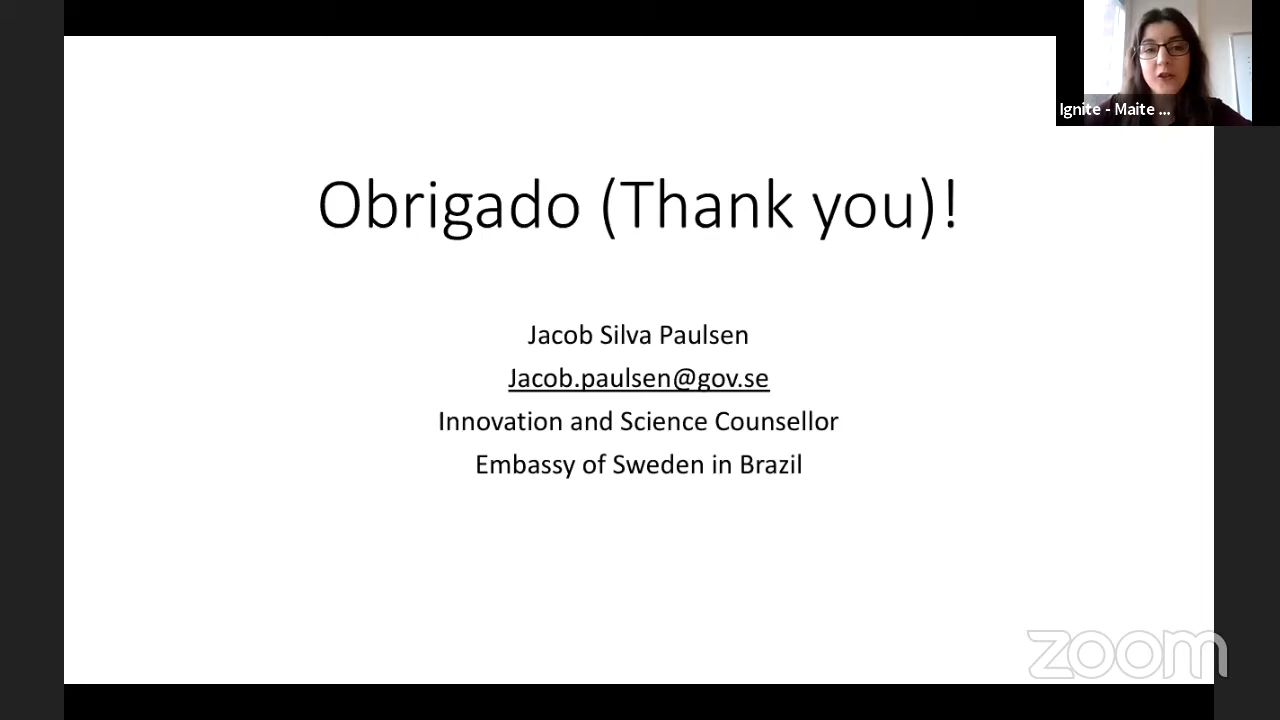 Ignite - Maite ...
Obrigado (Thank you)!
Jacob Silva Paulsen
Jacob.paulsen@gov.se
Innovation and Science Counsellor
Embassy of Sweden in Brazil
zoom